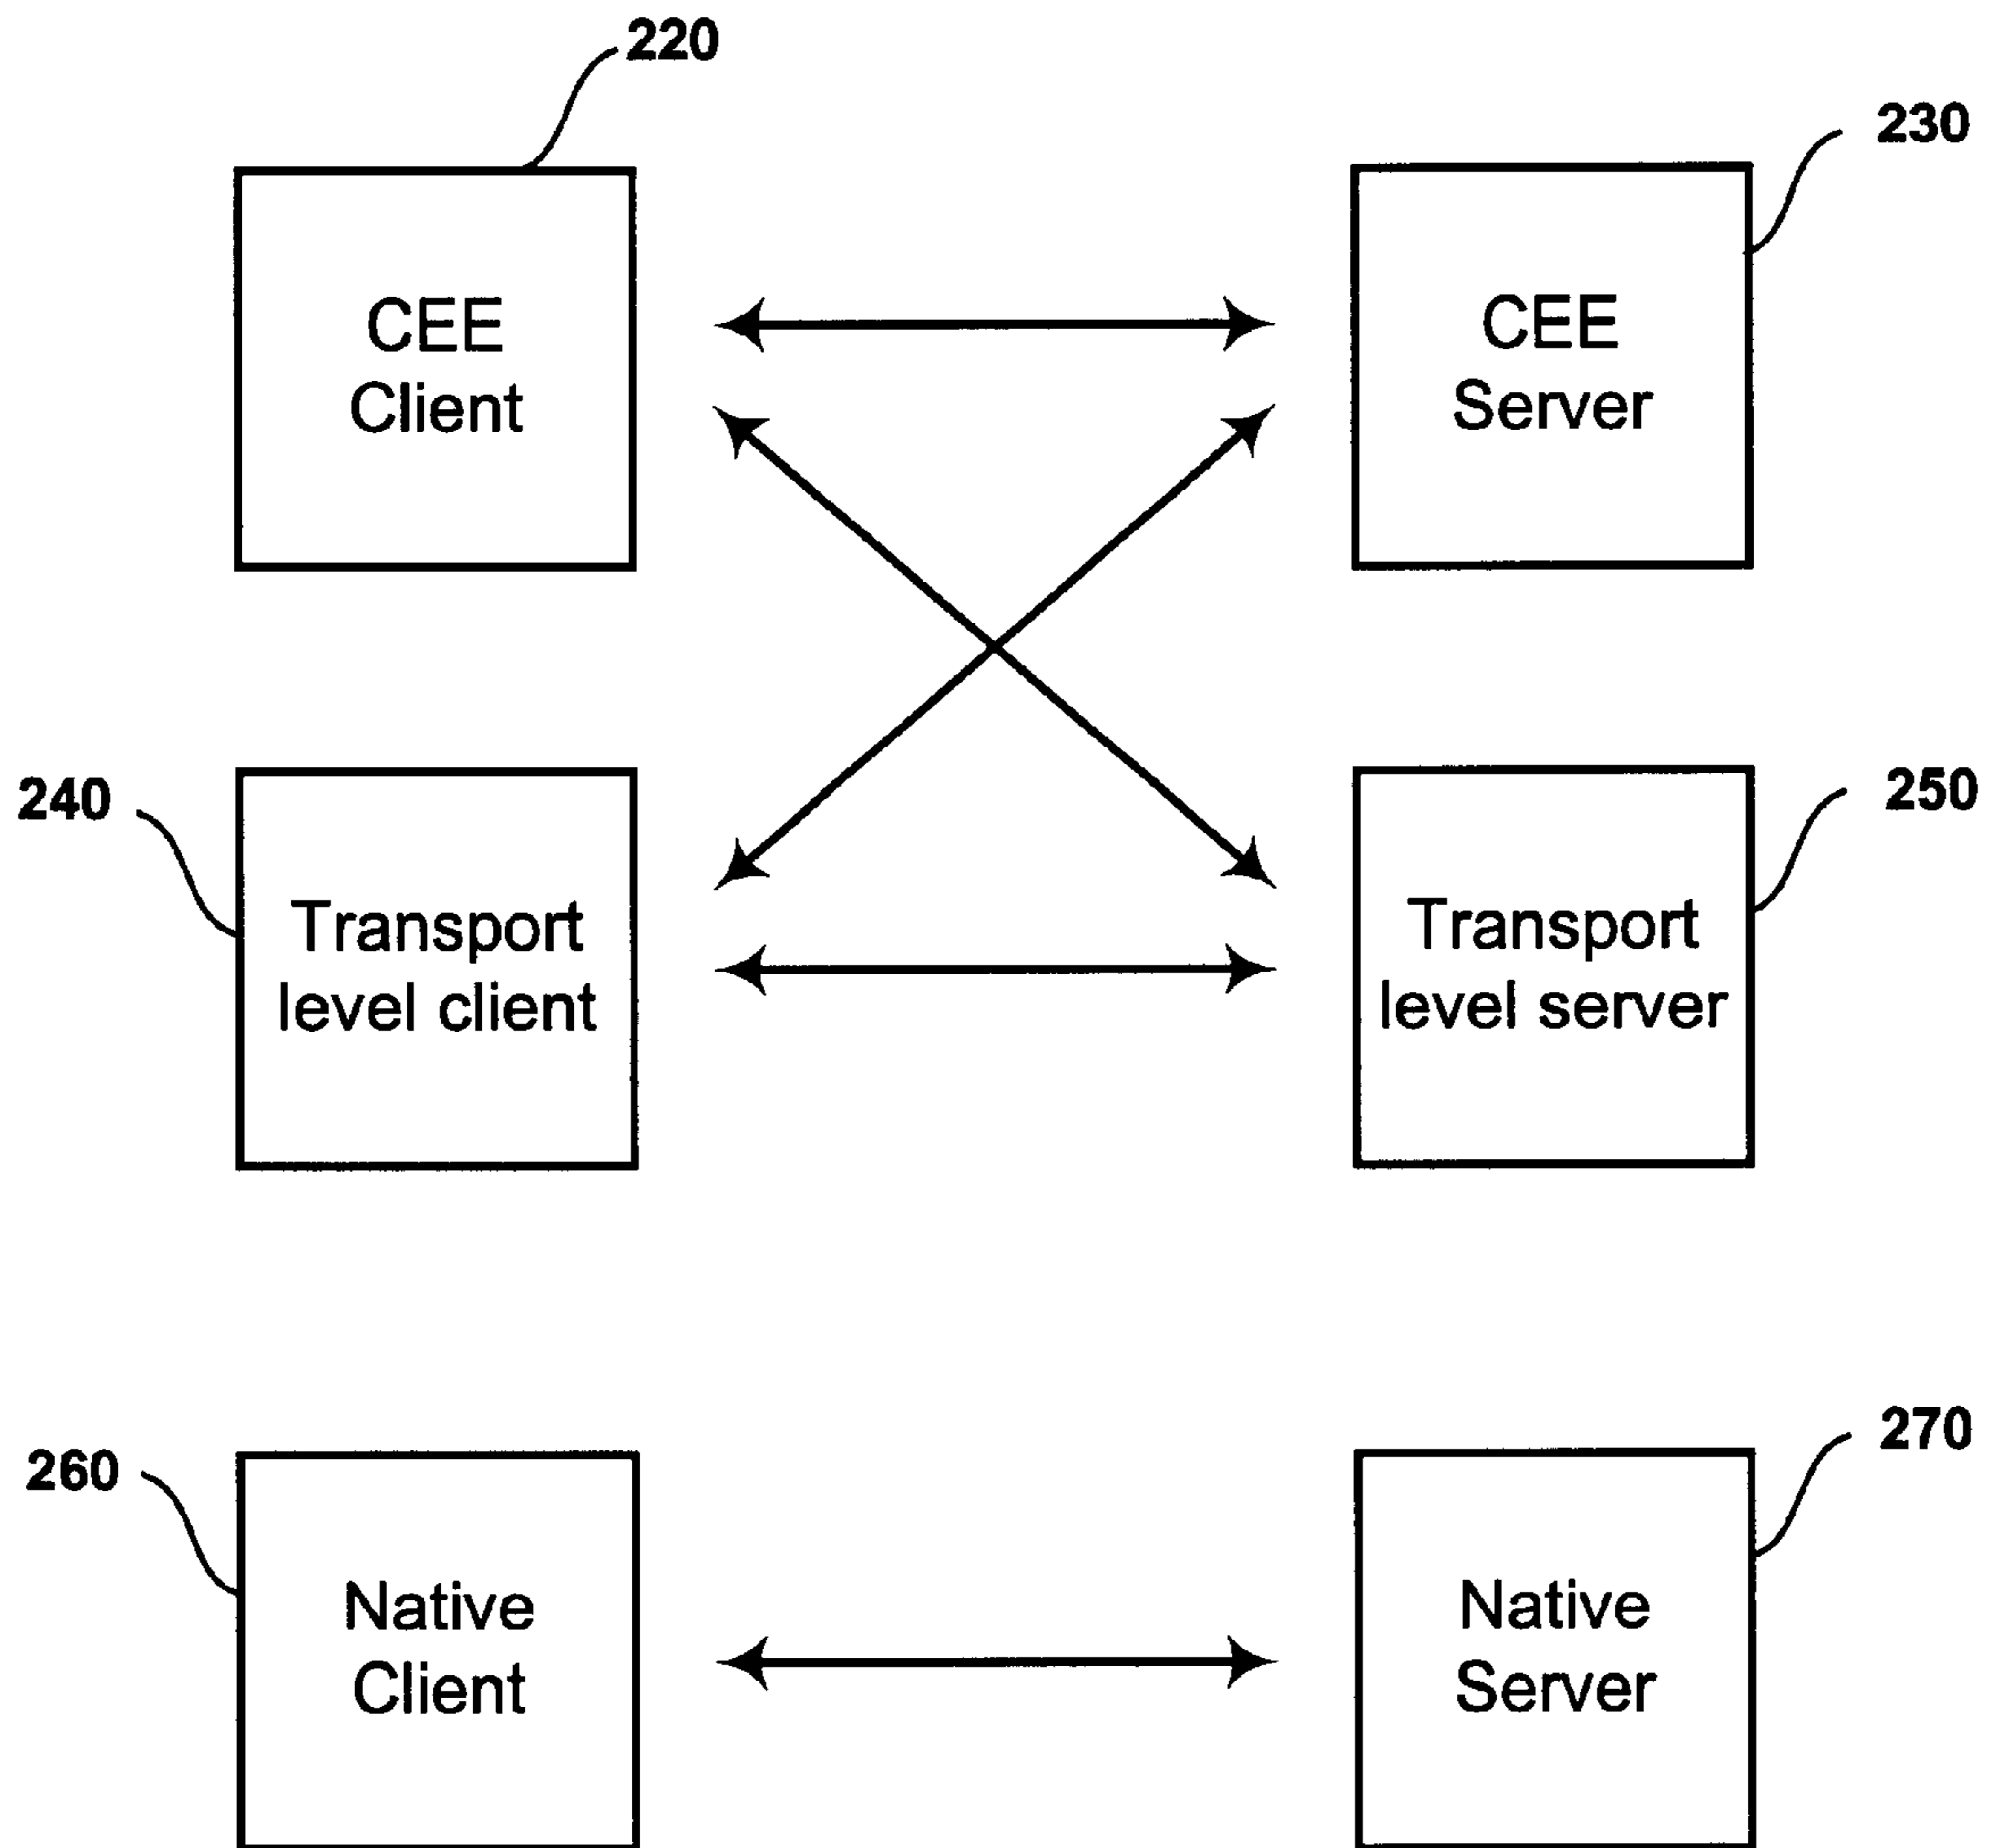 220
230
CEE
Client
CEE
Server
240
250
Transport
level client
Transport
level server
260
270
Native
Client
Native
Server